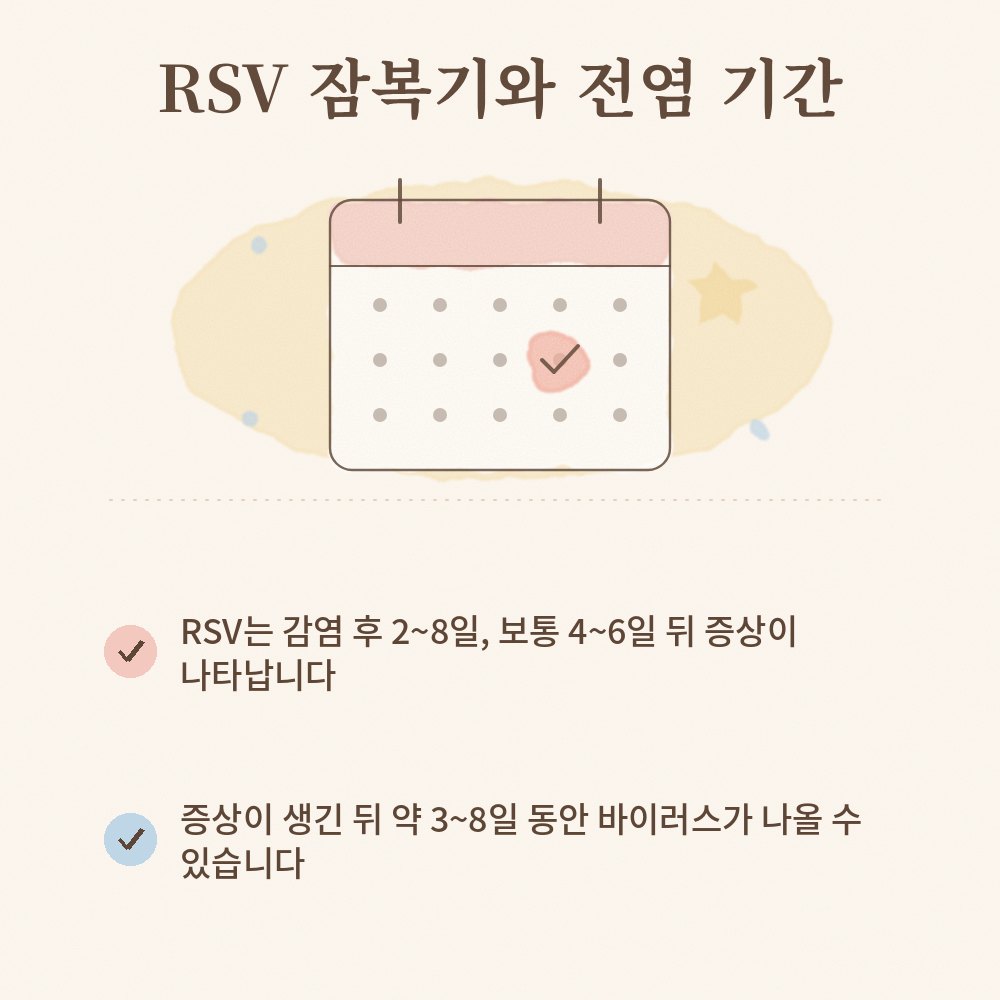 RSV 잠복기와 전염 기간
RSV는 감염 후 2~8일, 보통 4~6일 뒤 증상이
나타납니다
증상이 생긴 뒤 약 3~8일 동안 바이러스가 나올 수
있습니다